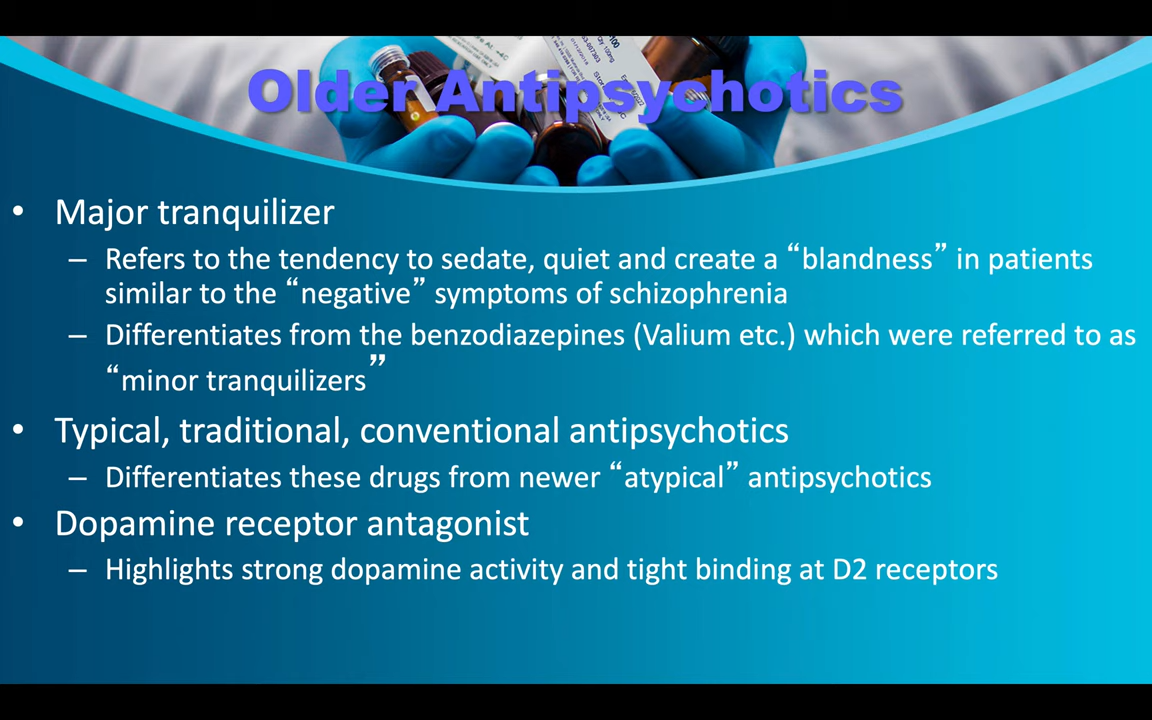 Older Antipsychotics
• Major tranquilizer
– Refers to the tendency to sedate, quiet and create a “blandness” in patients
similar to the “negative” symptoms of schizophrenia
– Differentiates from the benzodiazepines (Valium etc.) which were referred to as
“minor tranquilizers”
• Typical, traditional, conventional antipsychotics
– Differentiates these drugs from newer “atypical” antipsychotics
• Dopamine receptor antagonist
– Highlights strong dopamine activity and tight binding at D2 receptors